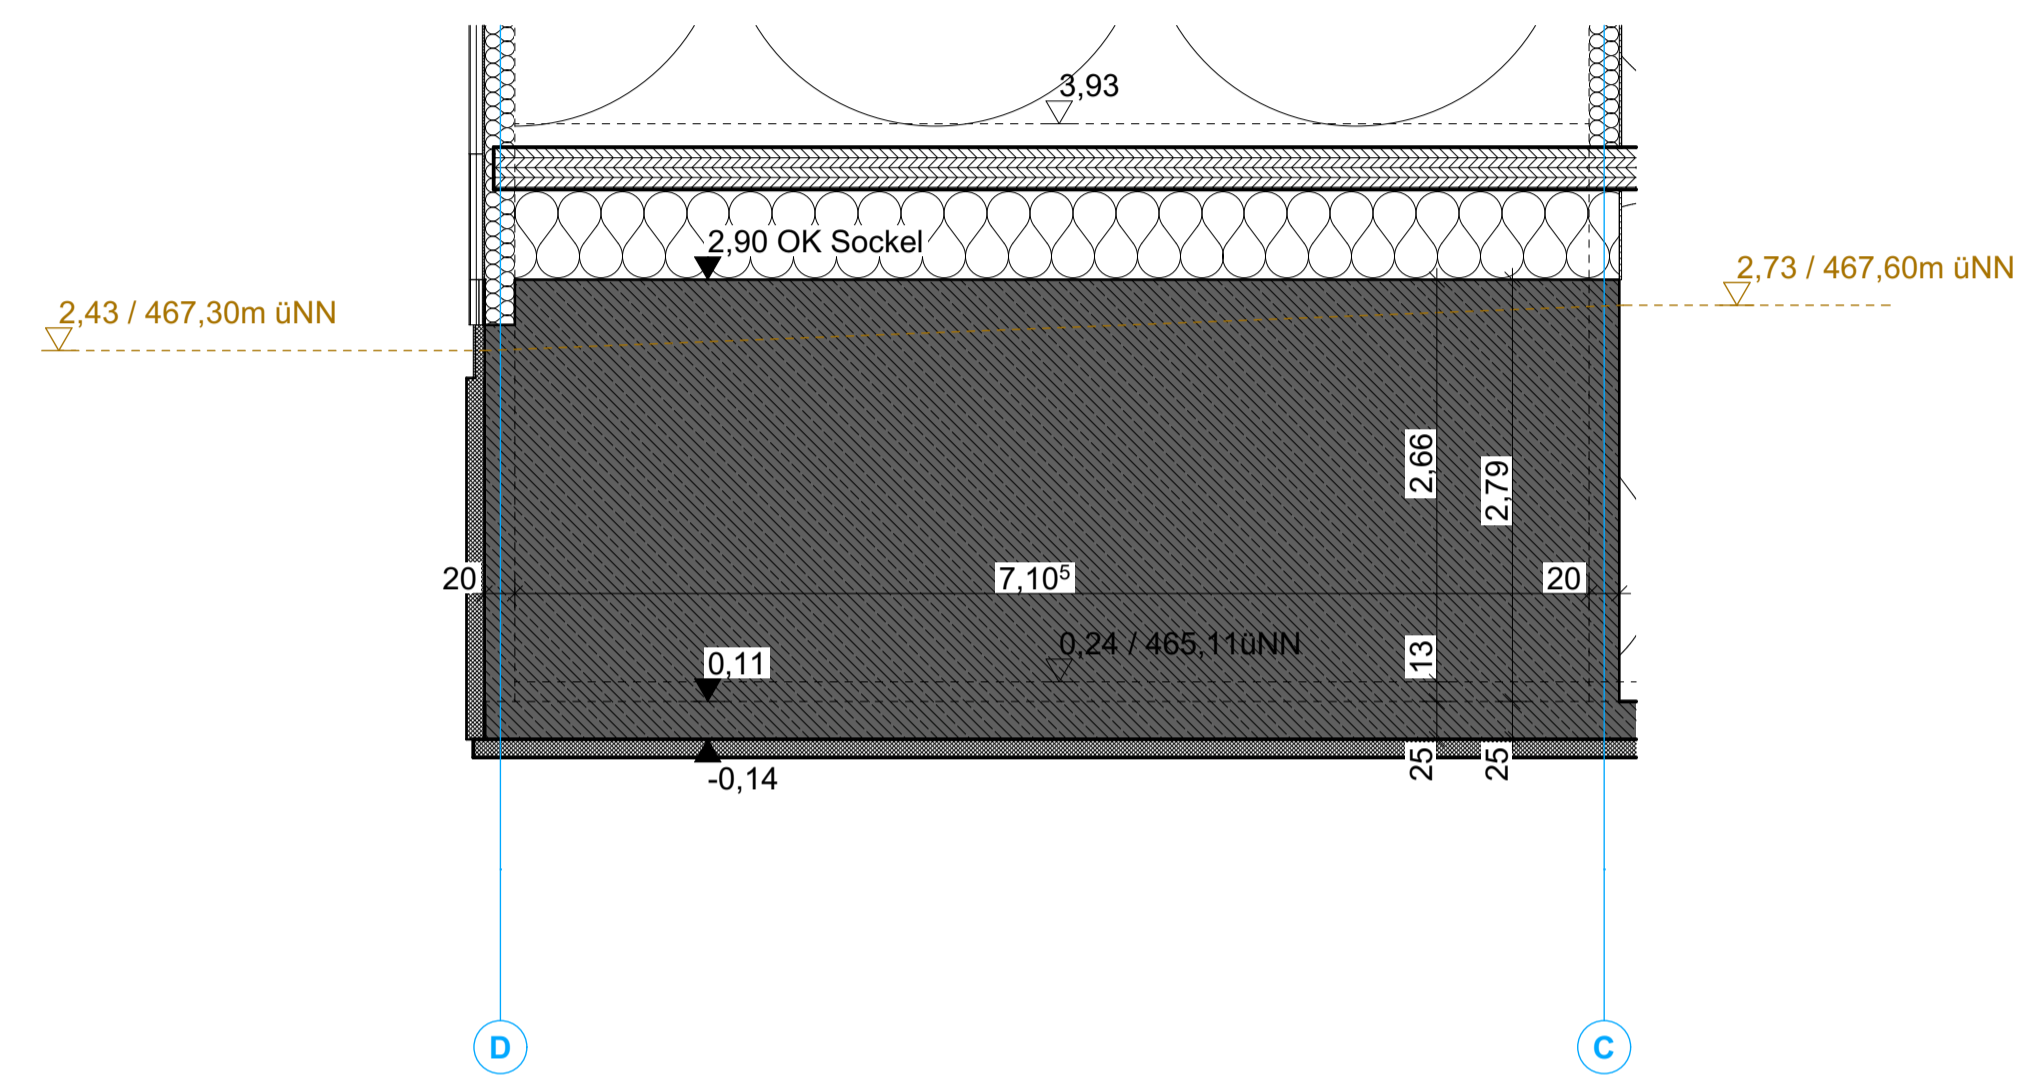 3,93
2,90 OK Sockel
2,73 / 467,60m üNN
2,43 / 467,30m üNN
2,66
2,79
20
7,10⁵
20
0,24 / 465,11üNN
0,11
13
25
25
-0,14
D
C